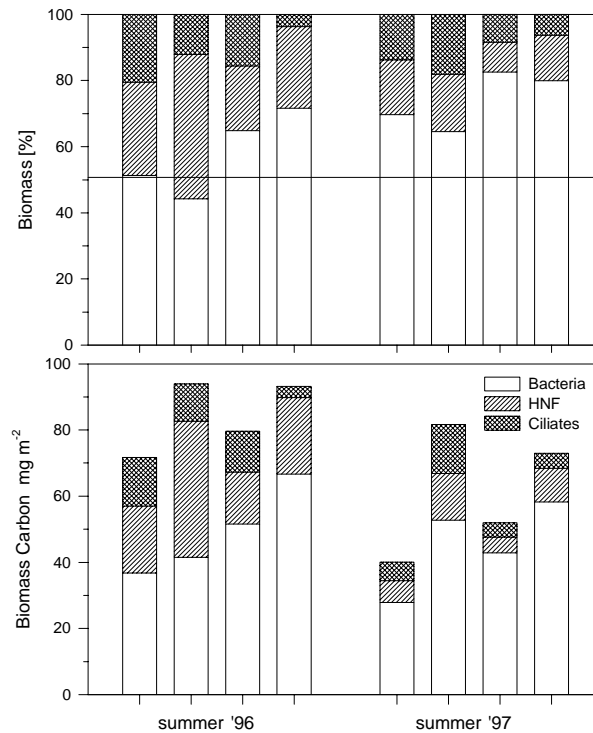 100
80
60
40
20
0
Biomass [%]
100
80
60
40
20
0
Biomass Carbon mg m⁻²
Bacteria
HNF
Ciliates
summer '96
summer '97